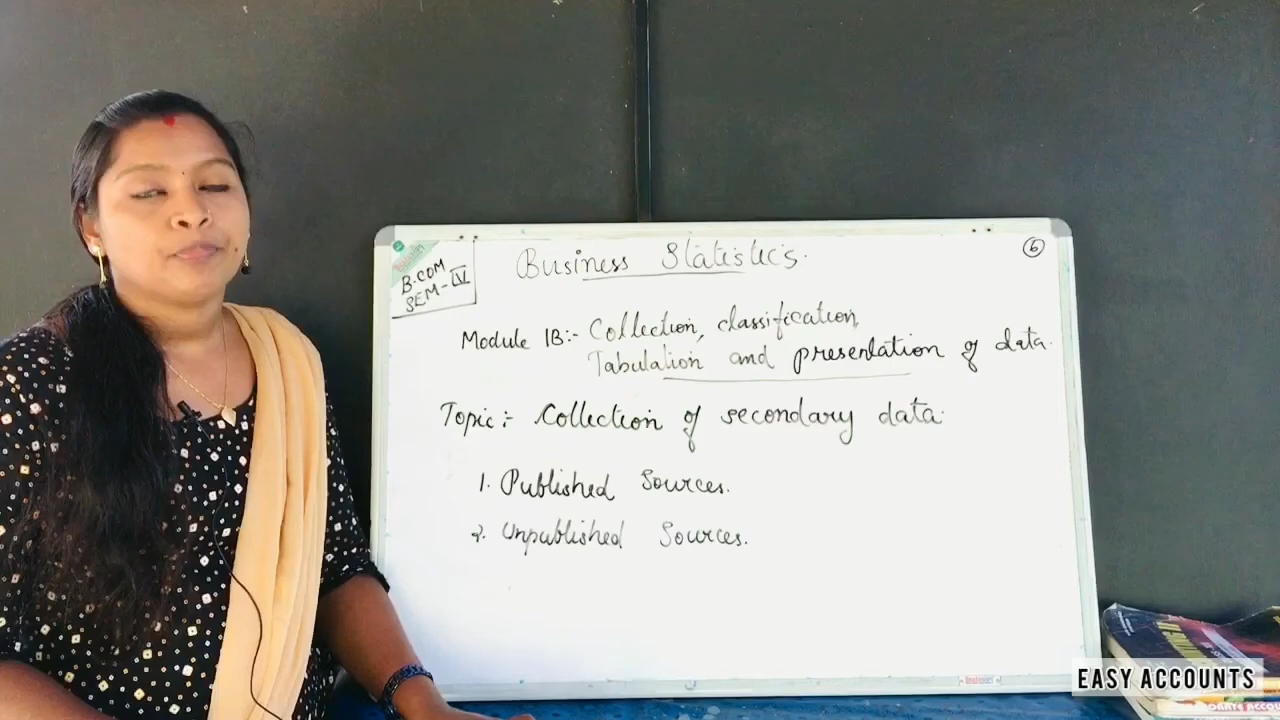 B.COM
SEM-IV
Business Statistics.
6
Module 1B:- Collection, classification,
Tabulation and presentation of data.
Topic:- Collection of secondary data.
1. Published Sources.
2. Unpublished Sources.
EASY ACCOUNTS